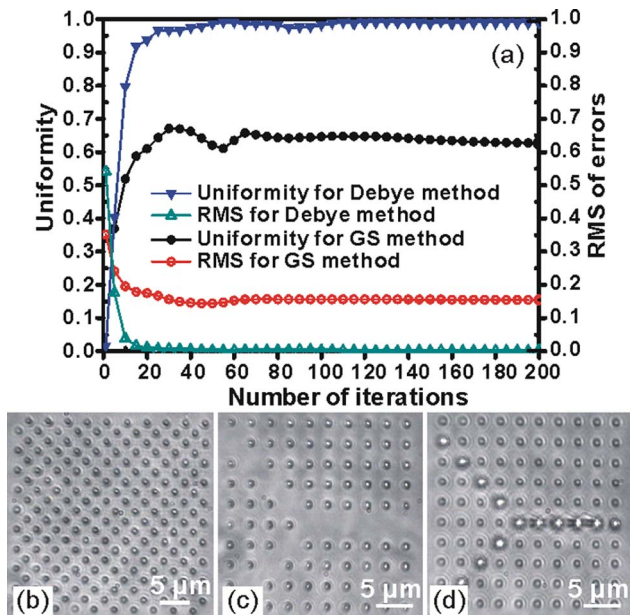 (a)
Uniformity
1.0
0.9
0.8
0.7
0.6
0.5
0.4
0.3
0.2
0.1
0.0
Uniformity for Debye method
RMS for Debye method
Uniformity for GS method
RMS for GS method
1.0
0.9
0.8
0.7
0.6
0.5
0.4
0.3
0.2
0.1
0.0
RMS of errors
0 20 40 60 80 100 120 140 160 180 200
Number of iterations
(b) 5 µm
(c) 5 µm
(d) 5 µm